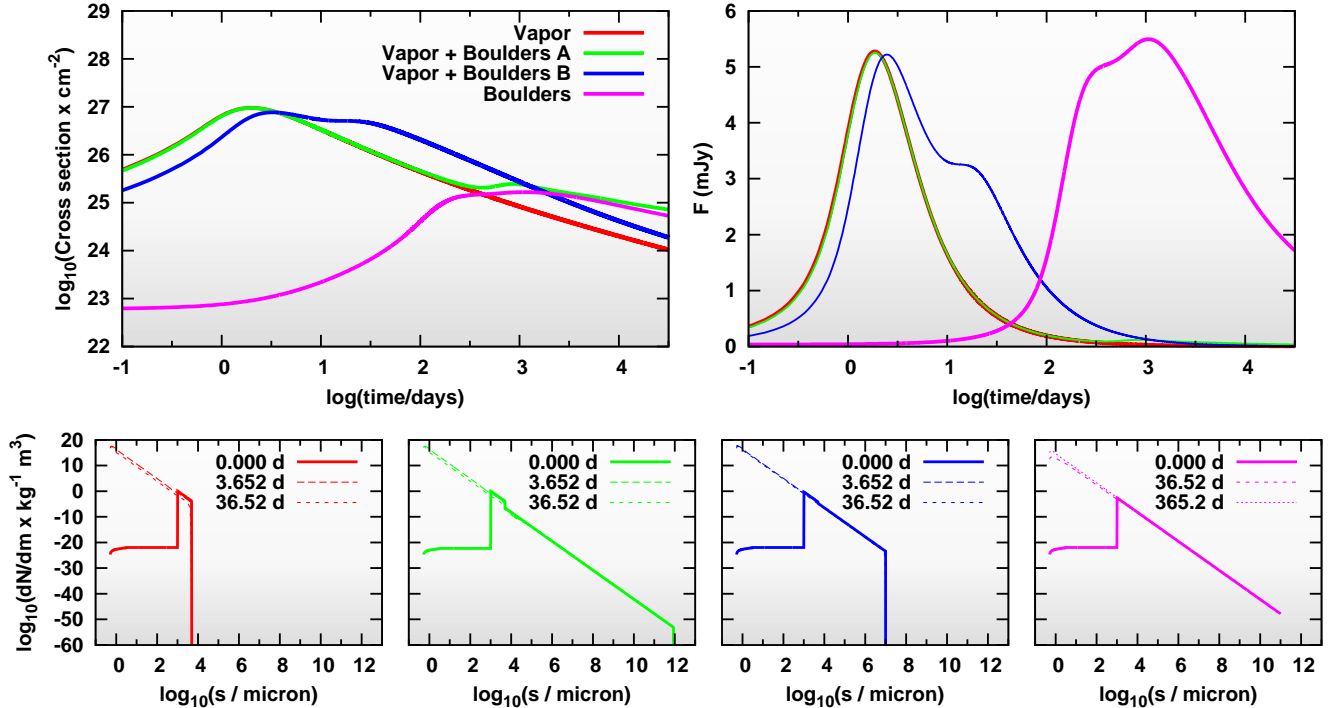 29
28
27
26
25
24
23
22
-1 0 1 2 3 4
log₁₀(Cross section x cm⁻²)
log(time/days)
Vapor
Vapor + Boulders A
Vapor + Boulders B
Boulders
6
5
4
3
2
1
0
-1 0 1 2 3 4
F (mJy)
log(time/days)
20
10
0
-10
-20
-30
-40
-50
-60
log₁₀(dN/dm x kg⁻¹ m³)
0.000 d
3.652 d
36.52 d
0 2 4 6 8 10 12
log₁₀(s / micron)
0.000 d
3.652 d
36.52 d
0 2 4 6 8 10 12
log₁₀(s / micron)
0.000 d
3.652 d
36.52 d
0 2 4 6 8 10 12
log₁₀(s / micron)
0.000 d
36.52 d
365.2 d
0 2 4 6 8 10 12
log₁₀(s / micron)